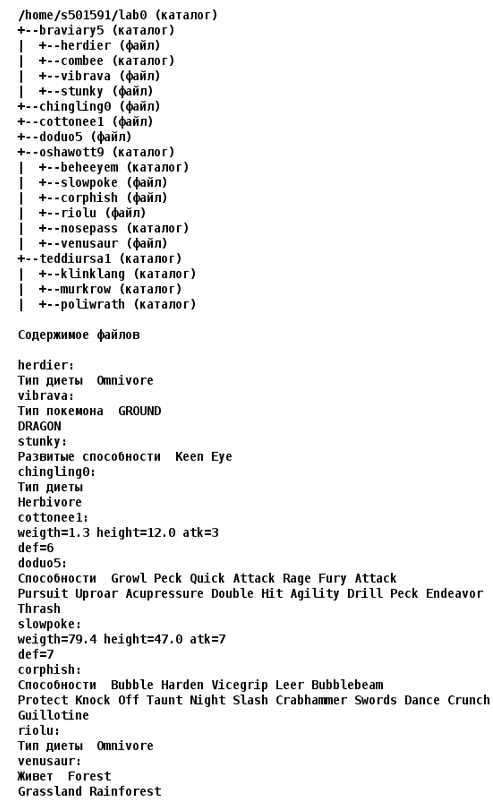 /home/s501591/lab0 (каталог)
+--braviary5 (каталог)
|  +--herdier (файл)
|  +--combee (каталог)
|  +--vibrava (файл)
|  +--stunky (файл)
+--chingling0 (файл)
+--cottonee1 (файл)
+--doduo5 (файл)
+--oshawott9 (каталог)
|  +--beheeyem (каталог)
|  +--slowpoke (файл)
|  +--corphish (файл)
|  +--riolu (файл)
|  +--nosepass (каталог)
|  +--venusaur (файл)
+--teddiursa1 (каталог)
|  +--klinklang (каталог)
|  +--murkrow (каталог)
|  +--poliwrath (каталог)
Содержимое файлов
herdier:
Тип диеты  Omnivore
vibrava:
Тип покемона  GROUND
DRAGON
stunky:
Развитые способности  Keen Eye
chingling0:
Тип диеты
Herbivore
cottonee1:
weigth=1.3 height=12.0 atk=3
def=6
doduo5:
Способности  Growl Peck Quick Attack Rage Fury Attack
Pursuit Uproar Acupressure Double Hit Agility Drill Peck Endeavor
Thrash
slowpoke:
weigth=79.4 height=47.0 atk=7
def=7
corphish:
Способности  Bubble Harden Vicegrip Leer Bubblebeam
Protect Knock Off Taunt Night Slash Crabhammer Swords Dance Crunch
Guillotine
riolu:
Тип диеты  Omnivore
venusaur:
Живет  Forest
Grassland Rainforest